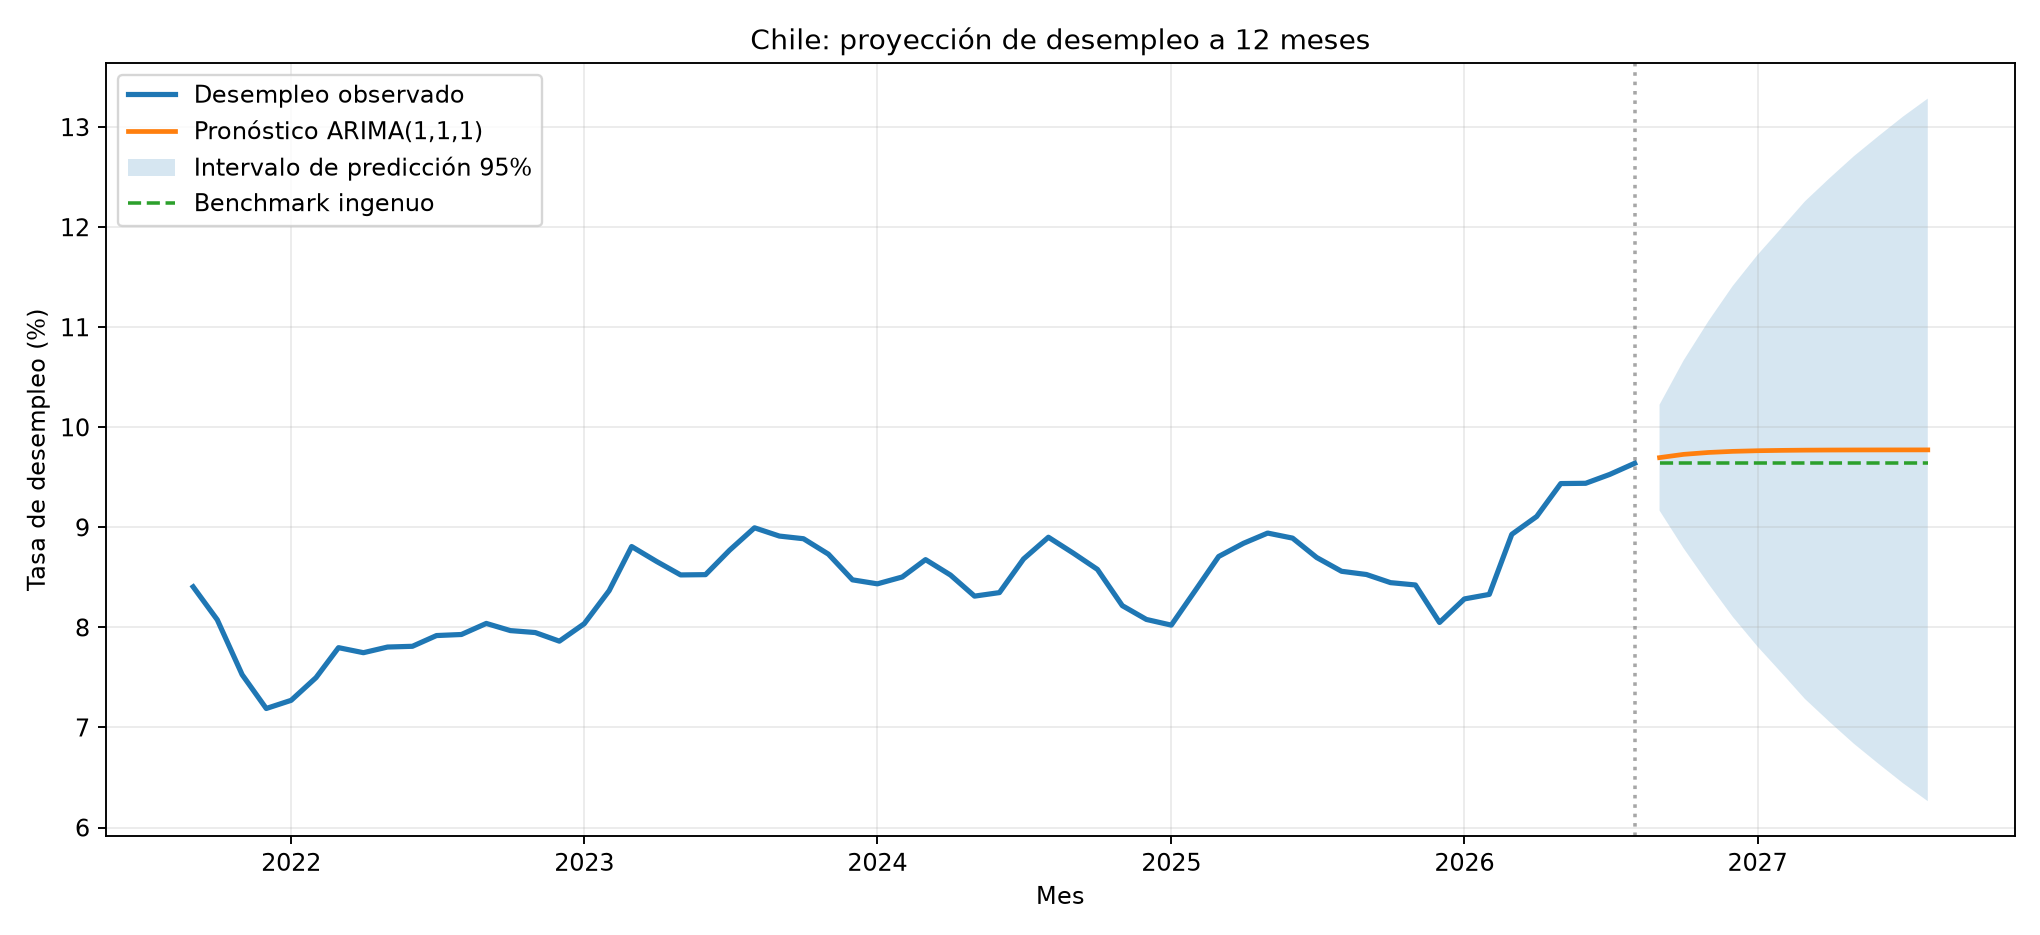 Chile: proyección de desempleo a 12 meses
Desempleo observado
Pronóstico ARIMA(1,1,1)
Intervalo de predicción 95%
Benchmark ingenuo
Tasa de desempleo (%)
13
12
11
10
9
8
7
6
2022 2023 2024 2025 2026 2027
Mes